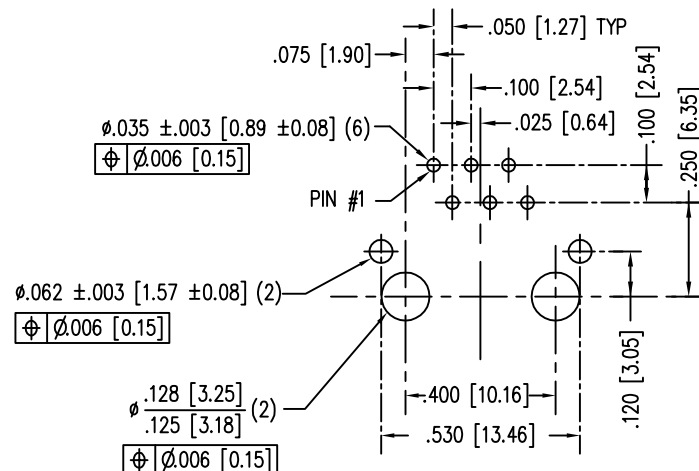 .050 [1.27] TYP
.075 [1.90]
.100 [2.54]
.025 [0.64]
.100 [2.54]
.250 [6.35]
ø.035 ±.003 [0.89 ±0.08] (6)
⌖ Ø.006 [0.15]
PIN #1
ø.062 ±.003 [1.57 ±0.08] (2)
⌖ Ø.006 [0.15]
.120 [3.05]
ø .128 [3.25]
.125 [3.18] (2)
⌖ Ø.006 [0.15]
.400 [10.16]
.530 [13.46]